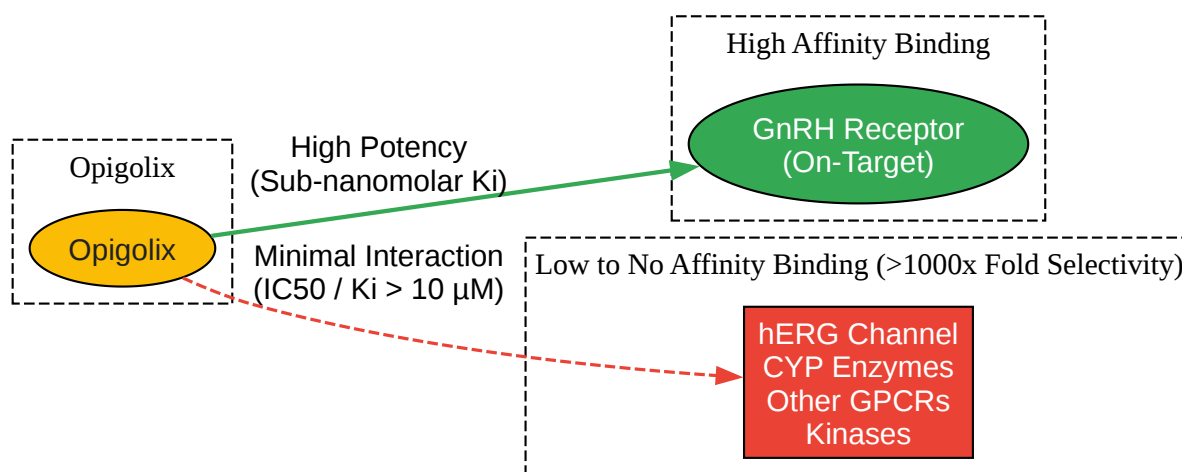 High Affinity Binding
GnRH Receptor
(On-Target)
High Potency
(Sub-nanomolar Ki)
Opigolix
Opigolix
Minimal Interaction
(IC50 / Ki > 10 µM)
Low to No Affinity Binding (>1000x Fold Selectivity)
hERG Channel
CYP Enzymes
Other GPCRs
Kinases